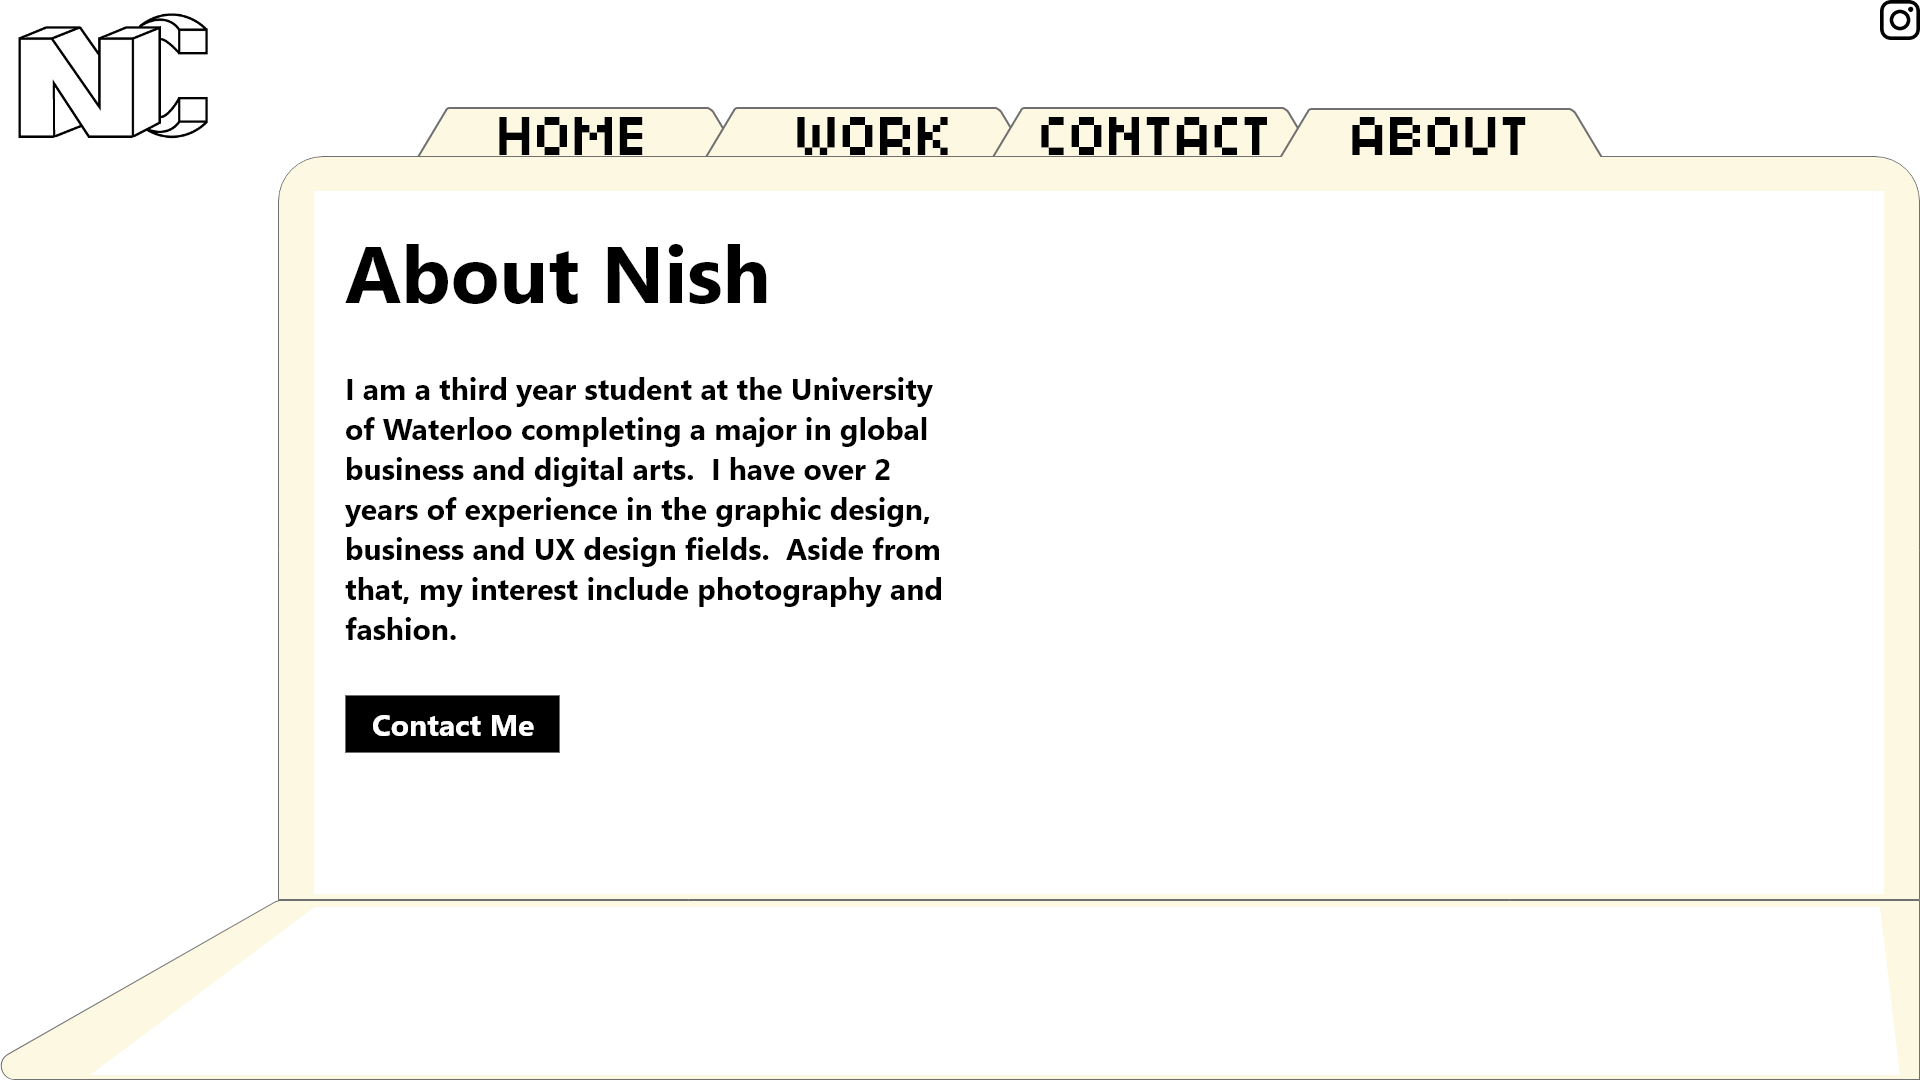 NC
HOME WORK CONTACT ABOUT
About Nish
I am a third year student at the University
of Waterloo completing a major in global
business and digital arts.  I have over 2
years of experience in the graphic design,
business and UX design fields.  Aside from
that, my interest include photography and
fashion.
Contact Me